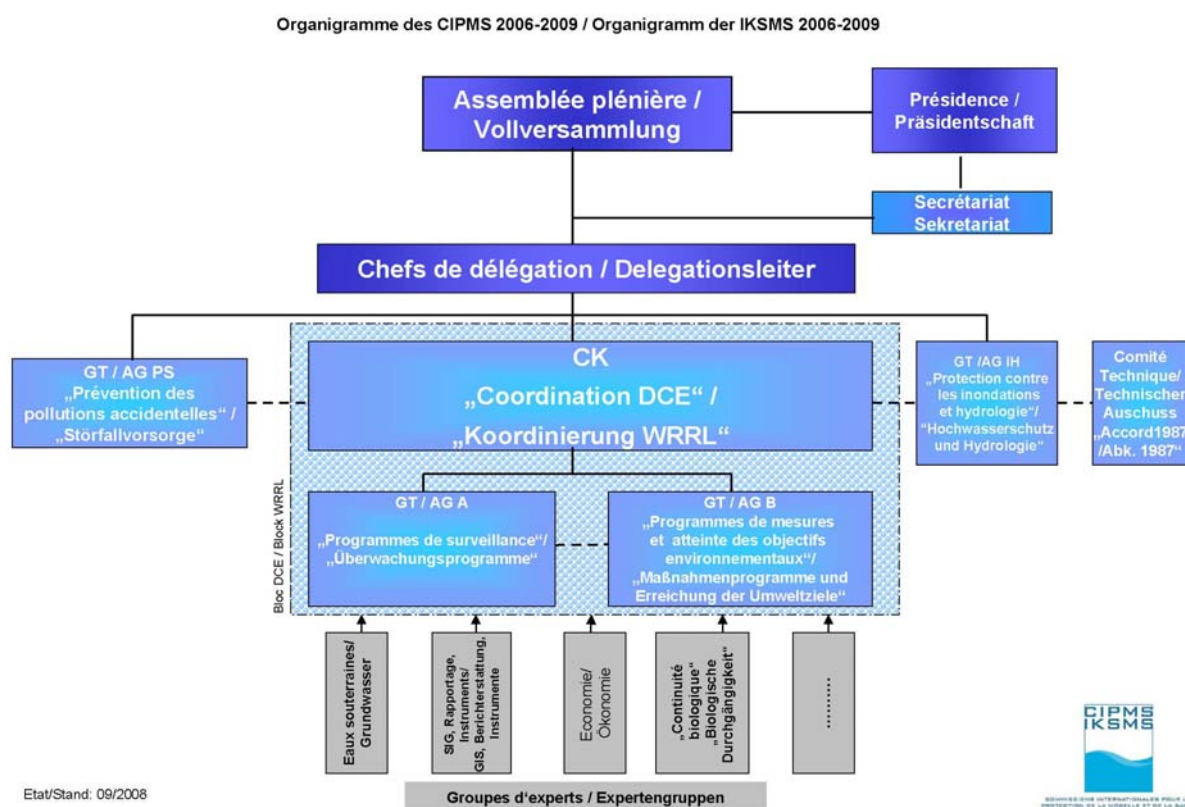 Organigramme des CIPMS 2006-2009 / Organigramm der IKSMS 2006-2009
Assemblée plénière /
Vollversammlung
Présidence /
Präsidentschaft
Secrétariat
Sekretariat
Chefs de délégation / Delegationsleiter
GT / AG PS
„Prévention des
pollutions accidentelles“ /
„Störfallvorsorge“
CK
„Coordination DCE“ /
„Koordinierung WRRL“
GT /AG IH
„Protection contre
les inondations
et hydrologie“/
“Hochwasserschutz
und Hydrologie”
Comité
Technique/
Technischer
Auschuss
„Accord1987
/Abk. 1987“
Bloc DCE / Block WRRL
GT / AG A
„Programmes de surveillance“/
„Überwachungsprogramme“
GT / AG B
„Programmes de mesures
et atteinte des objectifs
environnementaux“/
„Maßnahmenprogramme und
Erreichung der Umweltziele“
Eaux souterraines/
Grundwasser
SIG, Rapportage,
Instruments/
GIS, Berichterstattung,
Instrumente
Economie/
Ökonomie
„Continuité
biologique“
„Biologische
Durchgängigkeit“
..........
Groupes d‘experts / Expertengruppen
Etat/Stand: 09/2008
CIPMS
IKSMS